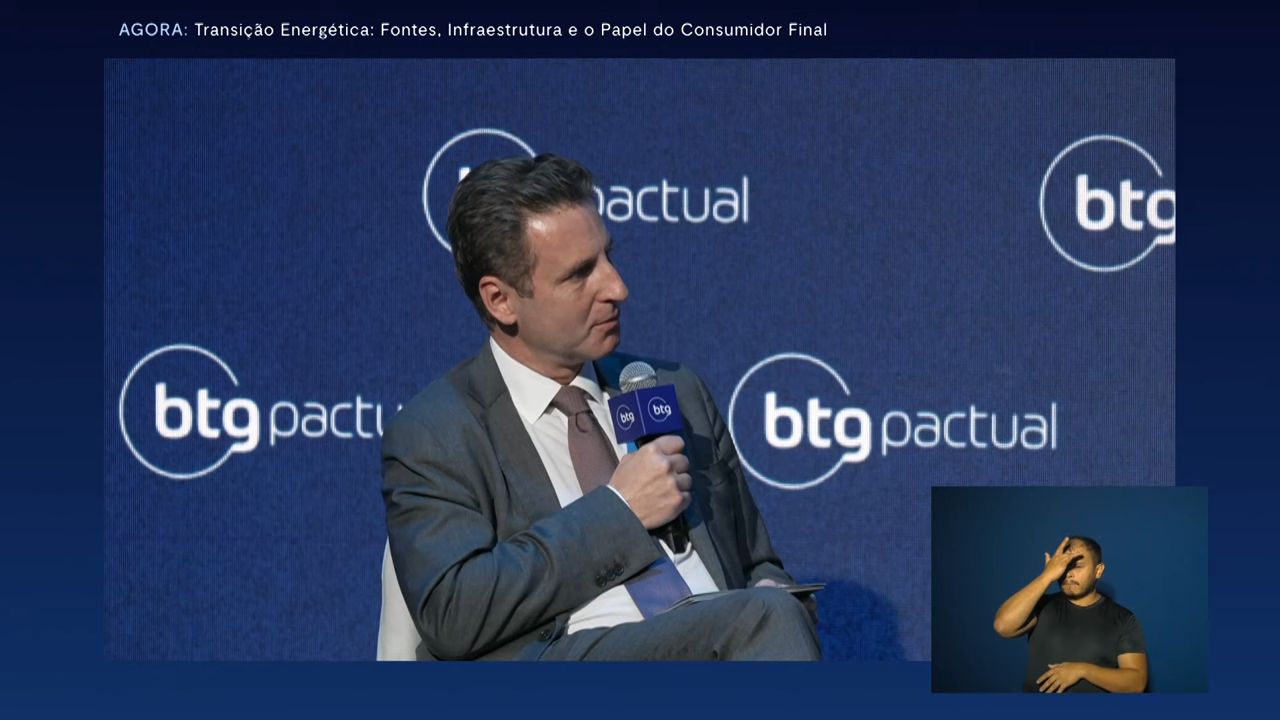 AGORA: Transição Energética: Fontes, Infraestrutura e o Papel do Consumidor Final
pactual
btg
btg pactu
btg pactual
btg btg